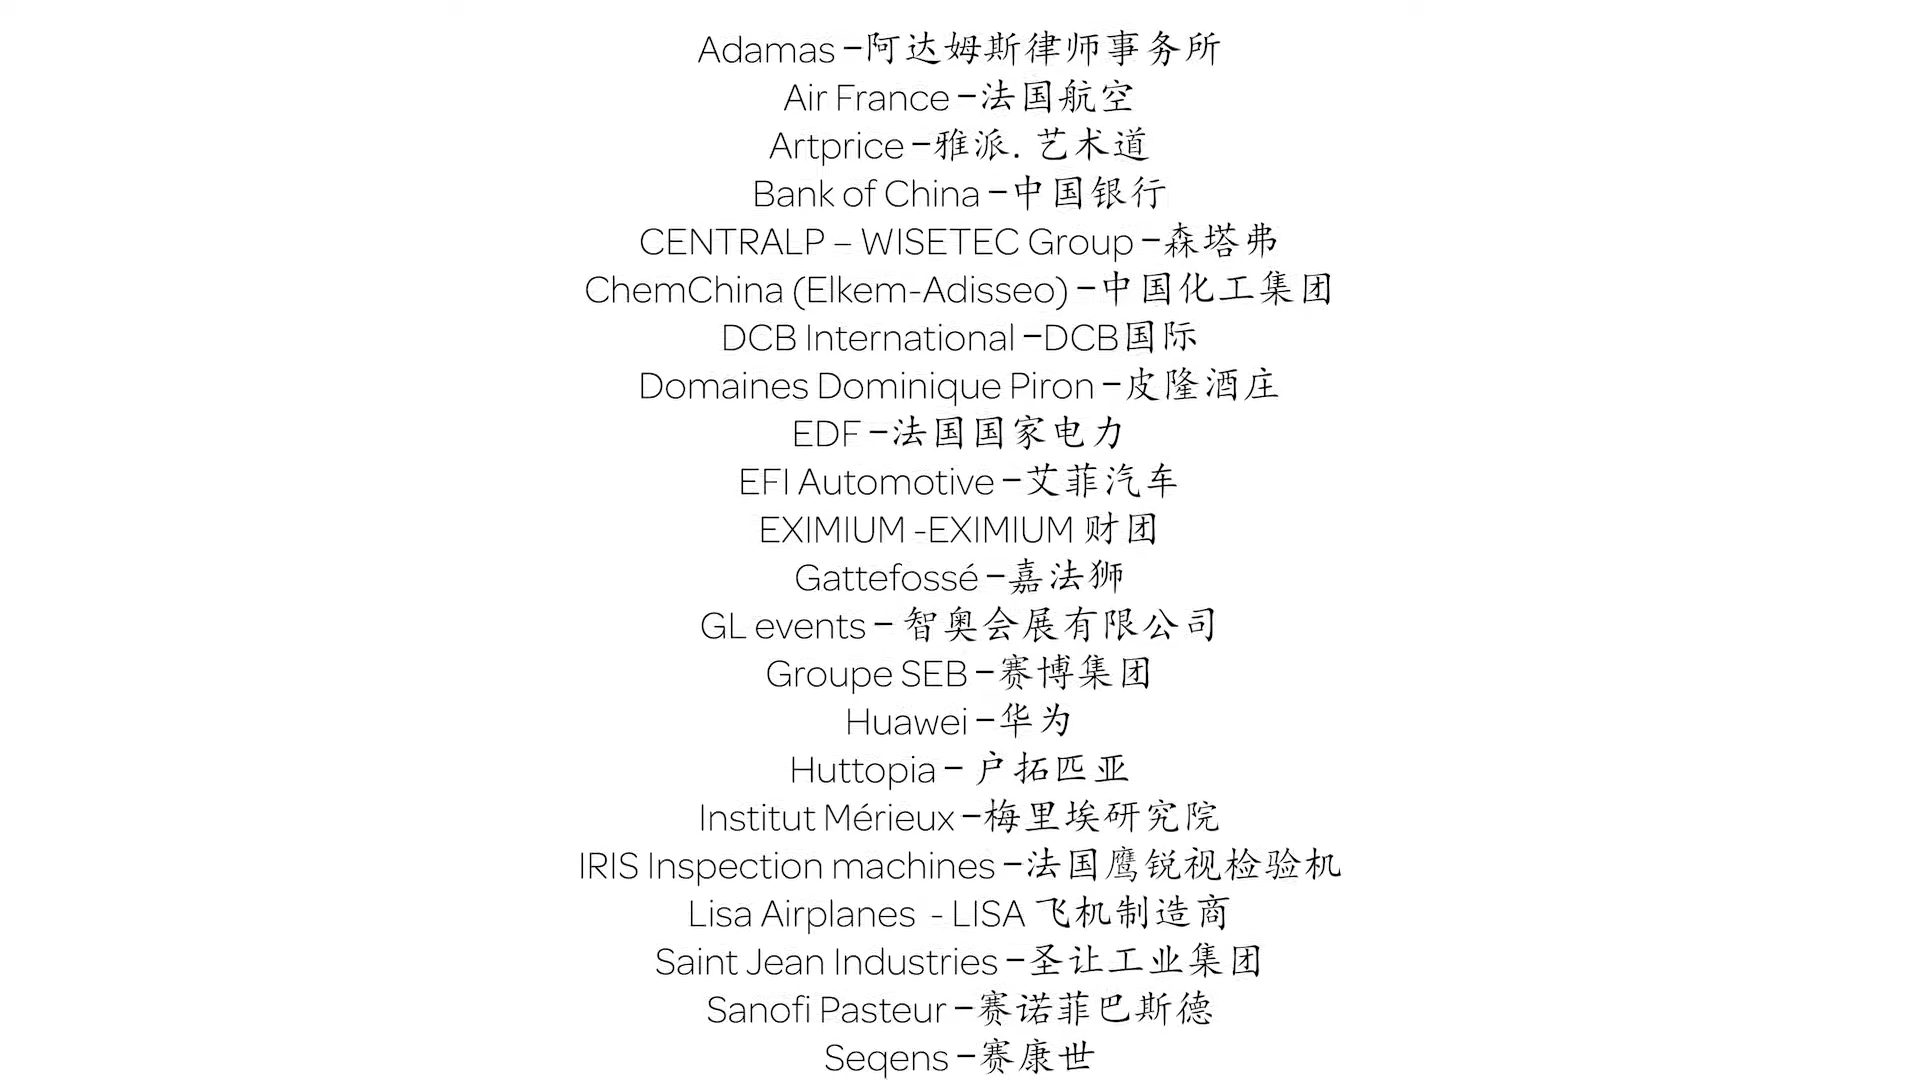 Adamas –阿达姆斯律师事务所
Air France –法国航空
Artprice –雅派. 艺术道
Bank of China –中国银行
CENTRALP – WISETEC Group –森塔弗
ChemChina (Elkem-Adisseo) –中国化工集团
DCB International –DCB国际
Domaines Dominique Piron –皮隆酒庄
EDF –法国国家电力
EFI Automotive –艾菲汽车
EXIMIUM -EXIMIUM 财团
Gattefossé –嘉法狮
GL events – 智奥会展有限公司
Groupe SEB –赛博集团
Huawei –华为
Huttopia – 户拓匹亚
Institut Mérieux –梅里埃研究院
IRIS Inspection machines –法国鹰锐视检验机
Lisa Airplanes - LISA 飞机制造商
Saint Jean Industries –圣让工业集团
Sanofi Pasteur –赛诺菲巴斯德
Seqens –赛康世